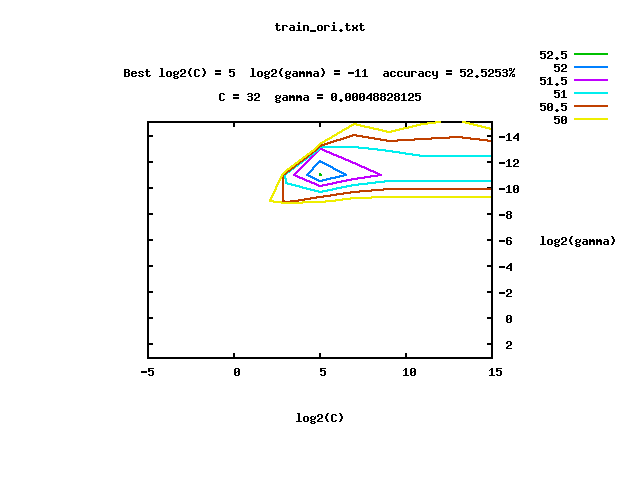 train_ori.txt
Best log2(C) = 5  log2(gamma) = -11  accuracy = 52.5253%
C = 32  gamma = 0.00048828125
52.5
52
51.5
51
50.5
50
-14
-12
-10
-8
-6
-4
-2
0
2
log2(gamma)
-5 0 5 10 15
log2(C)